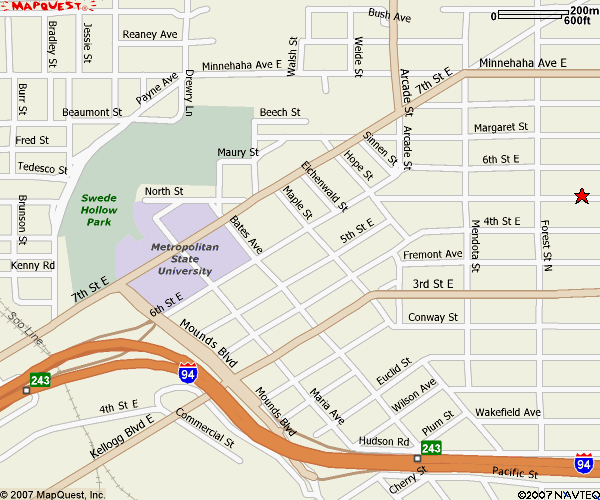 MAPQUEST
0 200m
600ft
Bush Ave
Bradley St
Jessie St
Reaney Ave
Walsh St
Weide St
Minnehaha Ave E
Minnehaha Ave E
7th St E
Arcade St
Payne Ave
Drewry Ln
Burr St
Beaumont St
Beech St
Margaret St
Sinnen St
Arcade St
Fred St
Maury St
Hope St
6th St E
Tedesco St
Eichenwald St
North St
Maple St
Swede
Hollow
Park
Brunson St
Bates Ave
5th St E
4th St E
Mendota St
Forest St N
Metropolitan
State
University
Fremont Ave
Kenny Rd
3rd St E
7th St E
6th St E
Conway St
Soo Line
Mounds Blvd
94
Euclid St
243
Wilson Ave
Mounds Blvd
Maria Ave
4th St E
Wakefield Ave
Kellogg Blvd E
Commercial St
Plum St
Hudson Rd
243
94
Cherry St
Pacific St
© 2007 MapQuest, Inc.
©2007 NAVTEQ